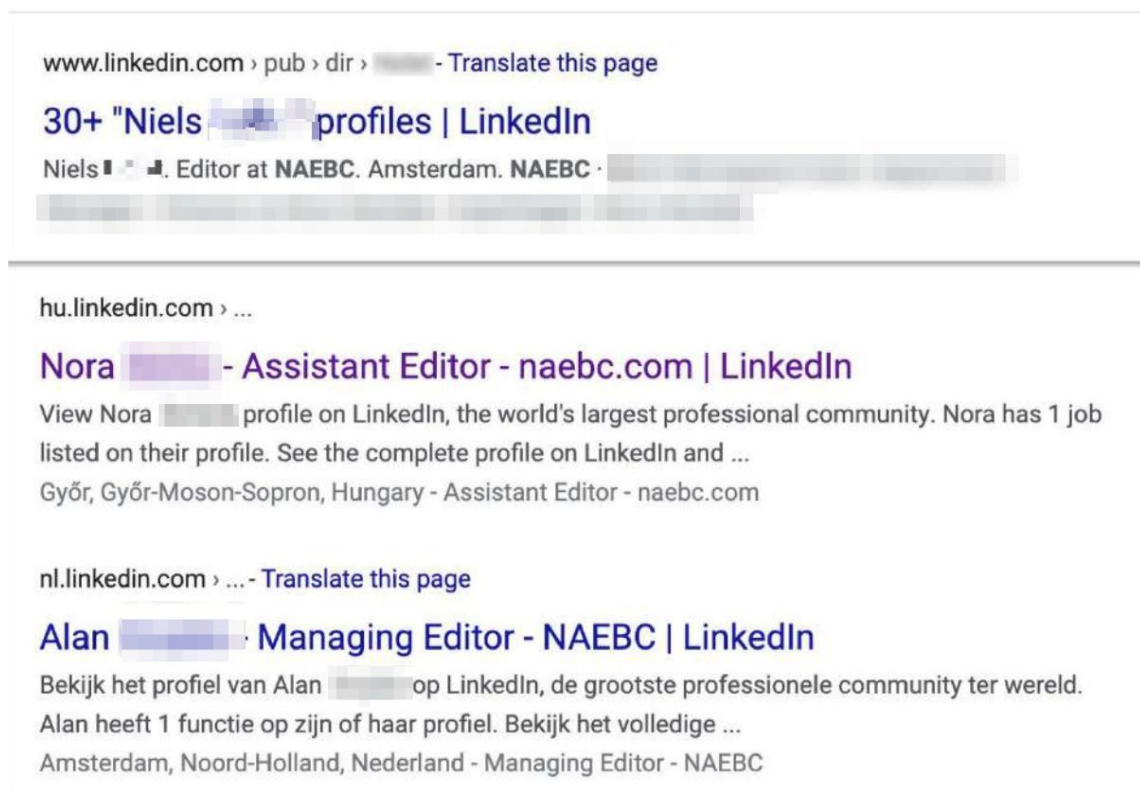 www.linkedin.com › pub › dir › - Translate this page
30+ "Niels profiles | LinkedIn
Niels . Editor at NAEBC. Amsterdam. NAEBC ·
hu.linkedin.com › ...
Nora - Assistant Editor - naebc.com | LinkedIn
View Nora profile on LinkedIn, the world's largest professional community. Nora has 1 job
listed on their profile. See the complete profile on LinkedIn and ...
Győr, Győr-Moson-Sopron, Hungary - Assistant Editor - naebc.com
nl.linkedin.com › ... - Translate this page
Alan - Managing Editor - NAEBC | LinkedIn
Bekijk het profiel van Alan op LinkedIn, de grootste professionele community ter wereld.
Alan heeft 1 functie op zijn of haar profiel. Bekijk het volledige ...
Amsterdam, Noord-Holland, Nederland - Managing Editor - NAEBC